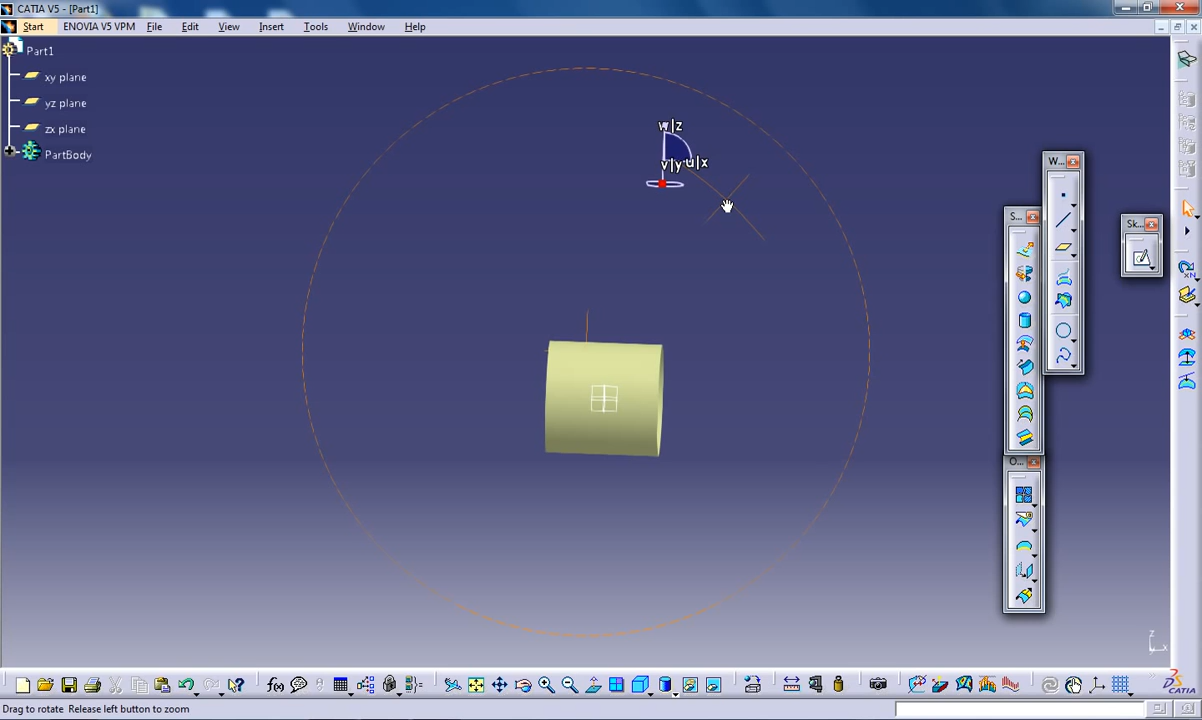 CATIA V5 - [Part1]
Start ENOVIA V5 VPM File Edit View Insert Tools Window Help
Part1
xy plane
yz plane
zx plane
PartBody
w|z
v|y u|x
W...
S...
Sk...
O...
z
x
y
f(x)
CATIA
Drag to rotate Release left button to zoom